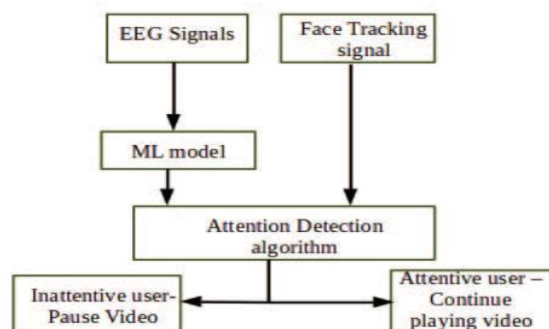 EEG Signals
Face Tracking
signal
ML model
Attention Detection
algorithm
Inattentive user-
Pause Video
Attentive user –
Continue
playing video